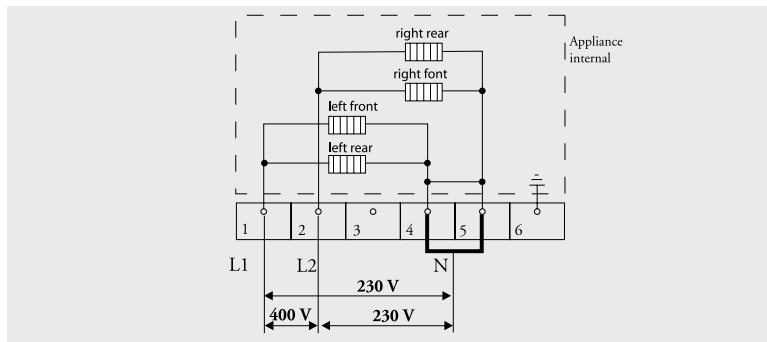 right rear
Appliance
internal
right font
left front
left rear
1 2 3 4 5 6
L1 L2 N
230 V
400 V 230 V